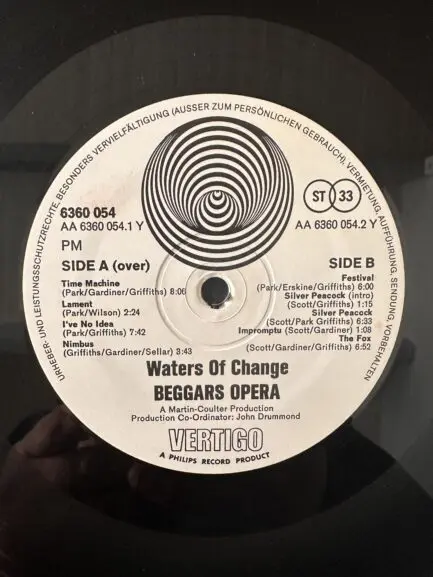 URHEBER- UND LEISTUNGSSCHUTZRECHTE, BESONDERS VERVIELFÄLTIGUNG (AUSSER ZUM PERSÖNLICHEN GEBRAUCH), VERMIETUNG, AUFFÜHRUNG, SENDUNG VORBEHALTEN
6360 054
AA 6360 054.1 Y
PM
SIDE A (over)
Time Machine
(Park/Gardiner/Griffiths) 8:06
Lament
(Park/Wilson) 2:24
I've No Idea
(Park/Griffiths) 7:42
Nimbus
(Griffiths/Gardiner/Sellar) 3:43
ST 33
AA 6360 054.2 Y
SIDE B
Festival
(Park/Erskine/Griffiths) 6:00
Silver Peacock (intro)
(Scott/Griffiths) 1:15
Silver Peacock
(Scott/Park Griffiths) 6:33
Impromptu (Scott/Gardiner) 1:08
The Fox
(Scott/Gardiner/Griffiths) 6:52
Waters Of Change
BEGGARS OPERA
A Martin-Coulter Production
Production Co-Ordinator: John Drummond
VERTIGO
A PHILIPS RECORD PRODUCT